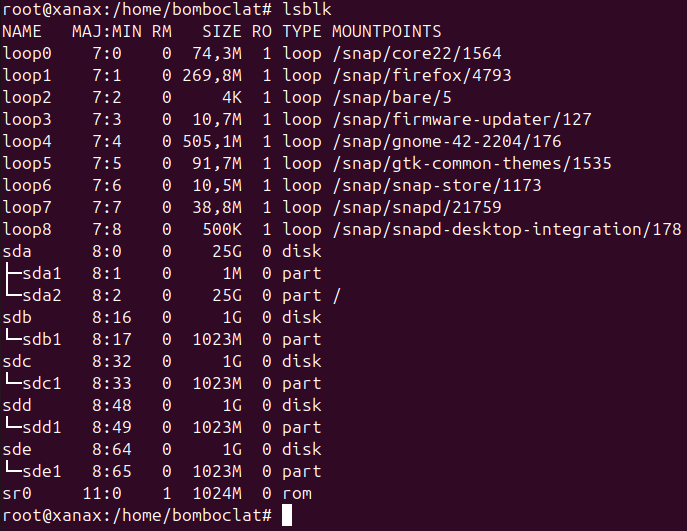 root@xanax:/home/bomboclat# lsblk
NAME   MAJ:MIN RM   SIZE RO TYPE MOUNTPOINTS
loop0    7:0    0  74,3M  1 loop /snap/core22/1564
loop1    7:1    0 269,8M  1 loop /snap/firefox/4793
loop2    7:2    0     4K  1 loop /snap/bare/5
loop3    7:3    0  10,7M  1 loop /snap/firmware-updater/127
loop4    7:4    0 505,1M  1 loop /snap/gnome-42-2204/176
loop5    7:5    0  91,7M  1 loop /snap/gtk-common-themes/1535
loop6    7:6    0  10,5M  1 loop /snap/snap-store/1173
loop7    7:7    0  38,8M  1 loop /snap/snapd/21759
loop8    7:8    0   500K  1 loop /snap/snapd-desktop-integration/178
sda      8:0    0    25G  0 disk
├─sda1   8:1    0     1M  0 part
└─sda2   8:2    0    25G  0 part /
sdb      8:16   0     1G  0 disk
└─sdb1   8:17   0  1023M  0 part
sdc      8:32   0     1G  0 disk
└─sdc1   8:33   0  1023M  0 part
sdd      8:48   0     1G  0 disk
└─sdd1   8:49   0  1023M  0 part
sde      8:64   0     1G  0 disk
└─sde1   8:65   0  1023M  0 part
sr0     11:0    1  1024M  0 rom
root@xanax:/home/bomboclat#